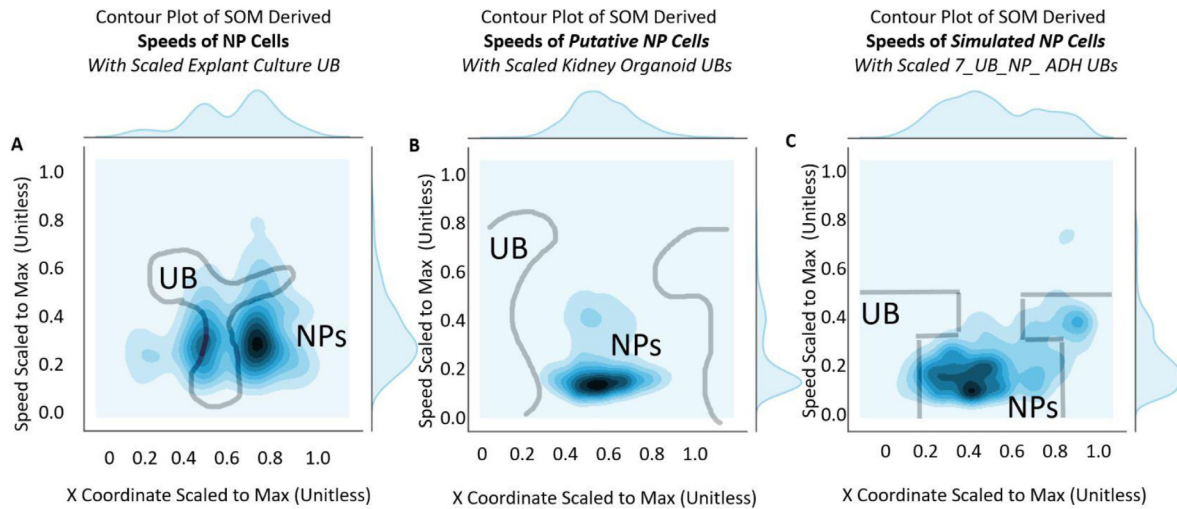 Contour Plot of SOM Derived
Speeds of NP Cells
With Scaled Explant Culture UB
Contour Plot of SOM Derived
Speeds of Putative NP Cells
With Scaled Kidney Organoid UBs
Contour Plot of SOM Derived
Speeds of Simulated NP Cells
With Scaled 7_UB_NP_ ADH UBs
A
Speed Scaled to Max (Unitless)
1.0
0.8
0.6
0.4
0.2
0.0
UB
NPs
0 0.2 0.4 0.6 0.8 1.0
X Coordinate Scaled to Max (Unitless)
B
Speed Scaled to Max (Unitless)
1.0
0.8
0.6
0.4
0.2
0.0
UB
NPs
0 0.2 0.4 0.6 0.8 1.0
X Coordinate Scaled to Max (Unitless)
C
Speed Scaled to Max (Unitless)
1.0
0.8
0.6
0.4
0.2
0.0
UB
NPs
0 0.2 0.4 0.6 0.8 1.0
X Coordinate Scaled to Max (Unitless)